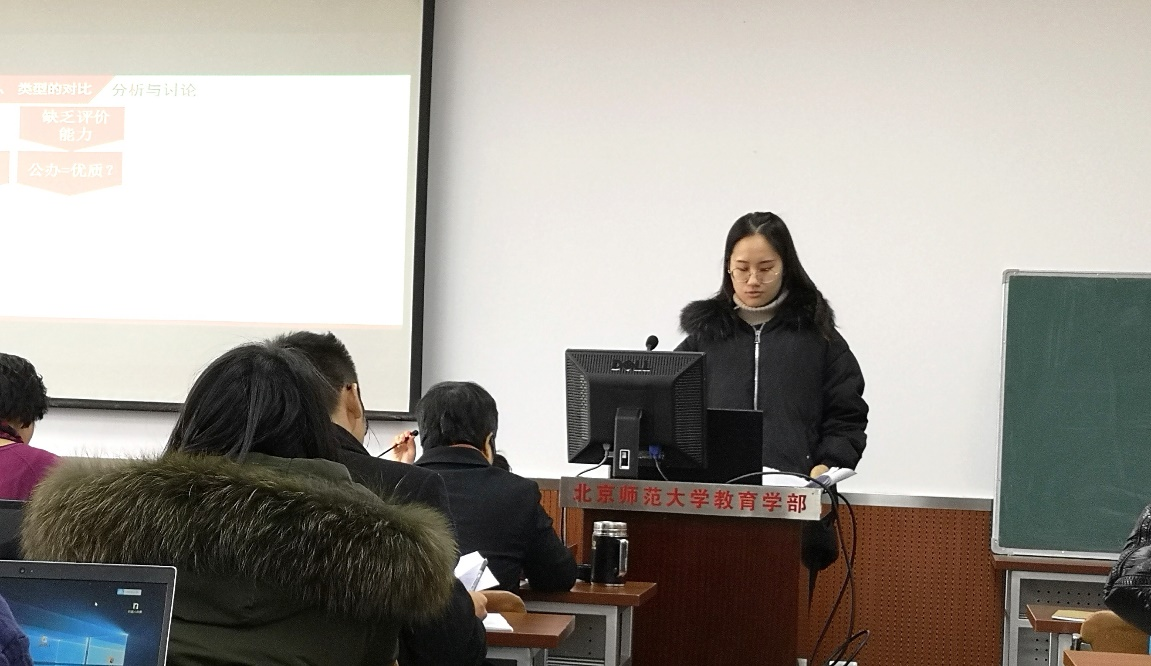 、类型的对比 分析与讨论
缺乏评价
能力
公办=优质？
DELL
北京师范大学教育学部